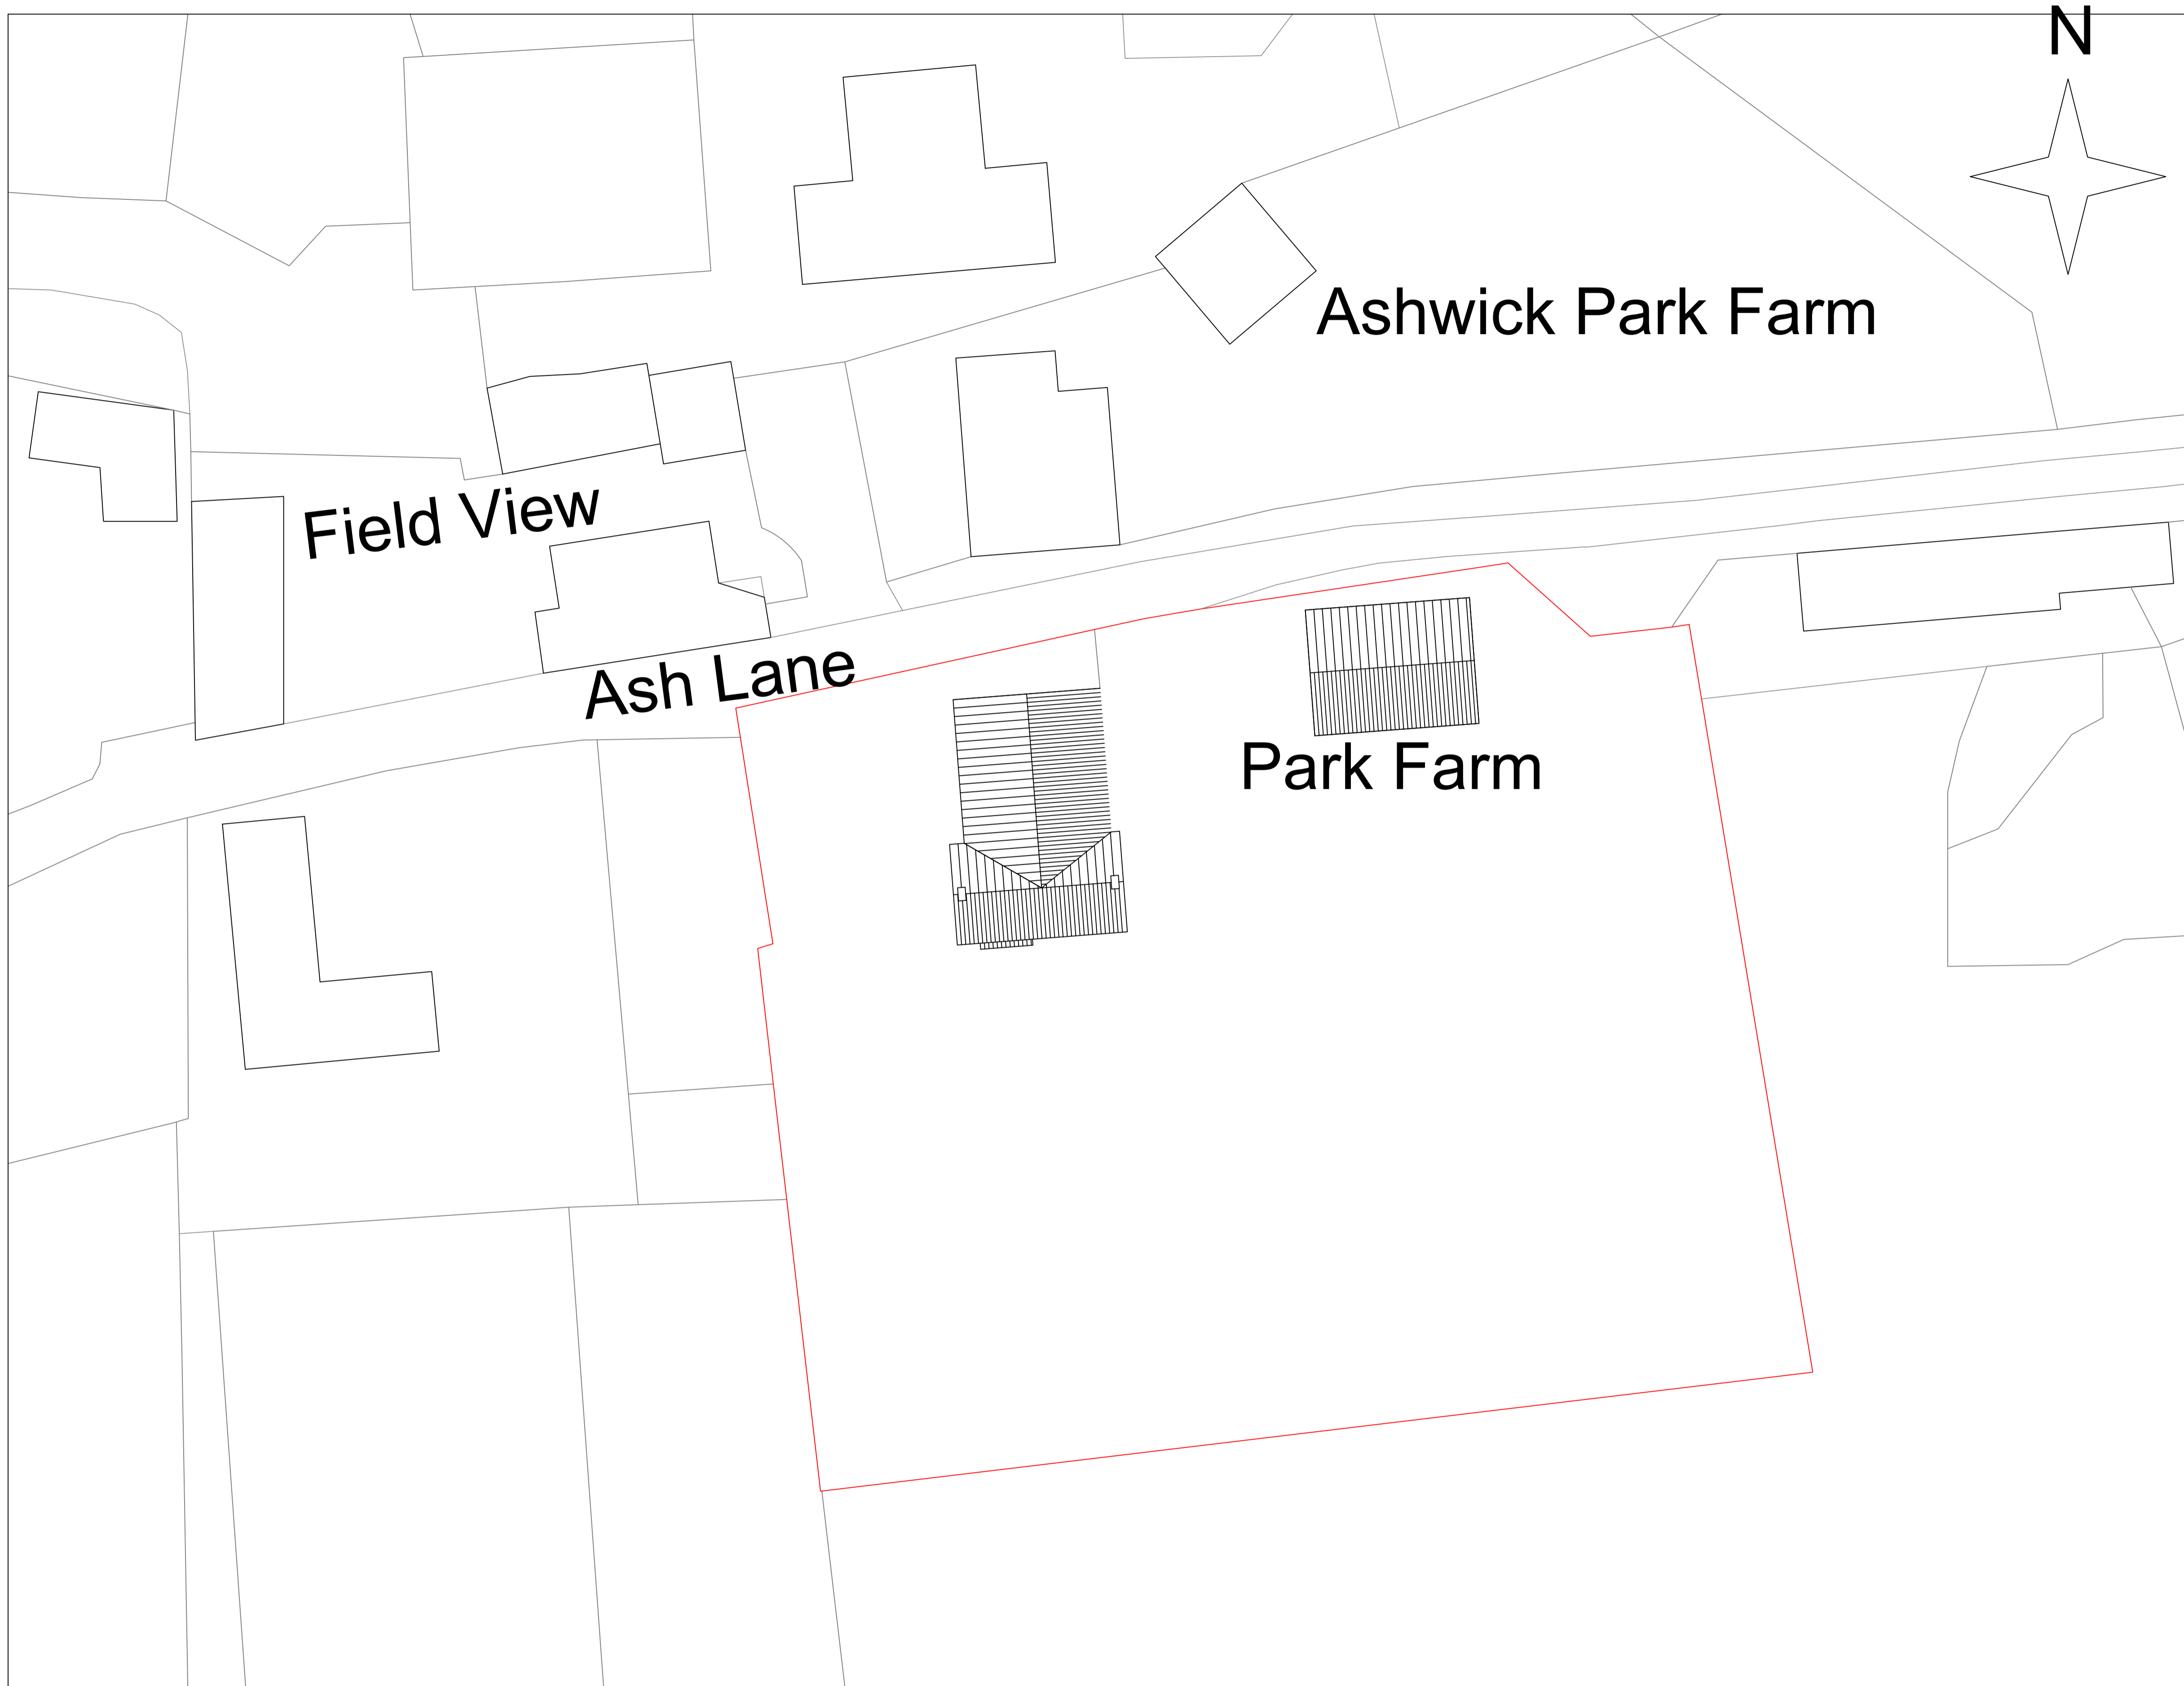 N
Ashwick Park Farm
Field View
Ash Lane
Park Farm